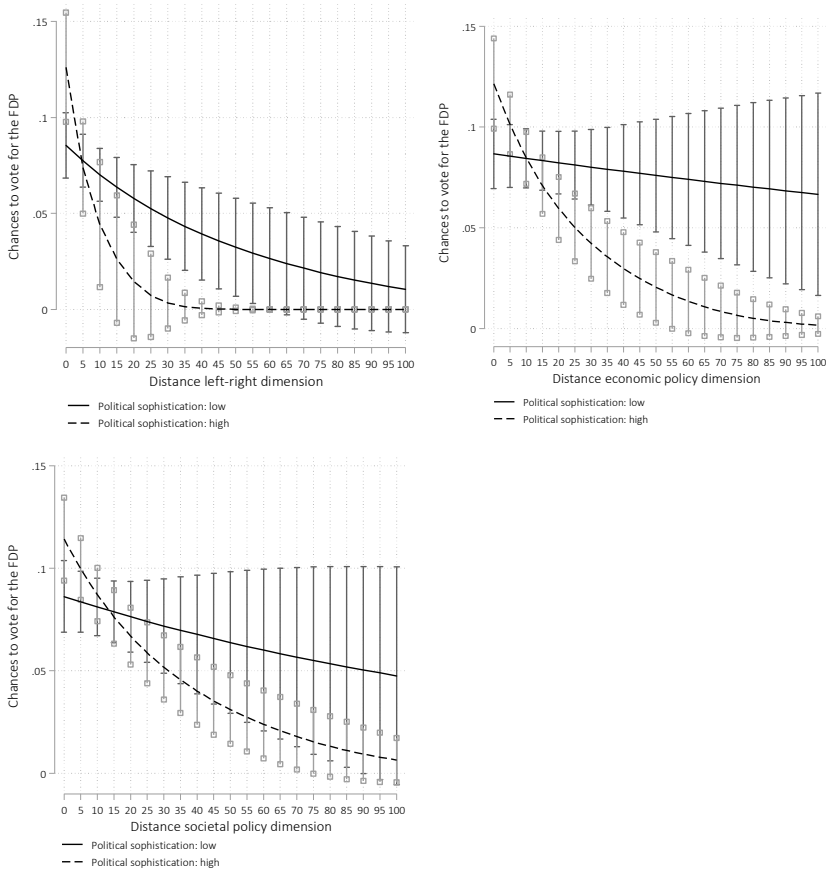 .15
.1
.05
0
Chances to vote for the FDP
0 5 10 15 20 25 30 35 40 45 50 55 60 65 70 75 80 85 90 95 100
Distance left-right dimension
Political sophistication: low
Political sophistication: high
.15
.1
.05
0
Chances to vote for the FDP
0 5 10 15 20 25 30 35 40 45 50 55 60 65 70 75 80 85 90 95 100
Distance economic policy dimension
Political sophistication: low
Political sophistication: high
.15
.1
.05
0
Chances to vote for the FDP
0 5 10 15 20 25 30 35 40 45 50 55 60 65 70 75 80 85 90 95 100
Distance societal policy dimension
Political sophistication: low
Political sophistication: high